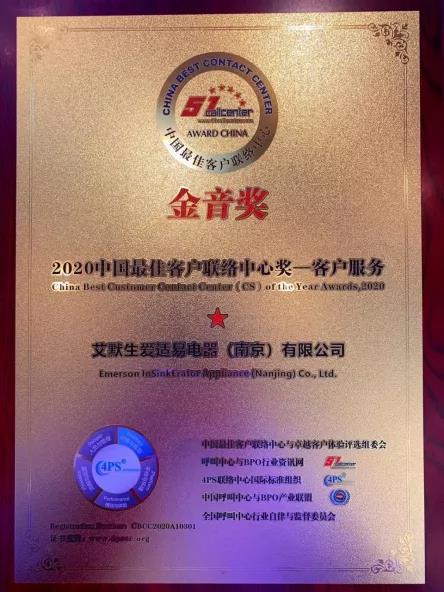 CHINA BEST CONTACT CENTER
51callcenter
AWARD CHINA
中国最佳客户联络中心
金音奖
2020中国最佳客户联络中心奖—客户服务
China Best Customer Contact Center (CS) of the Year Awards,2020
艾默生爱适易电器（南京）有限公司
Emerson InSinkErator Appliance (Nanjing) Co., Ltd.
中国最佳客户联络中心与卓越客户体验评选组委会
呼叫中心与BPO行业资讯网 51callcenter
4PS联络中心国际标准组织 4PS
中国呼叫中心与BPO产业联盟
全国呼叫中心行业自律与监督委员会
4PS®
Performance
Registration Number CBCC2020A10301